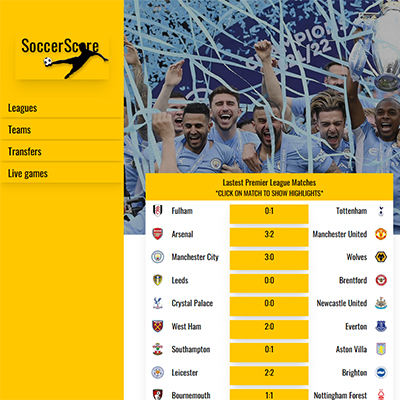 SoccerScore
Leagues
Teams
Transfers
Live games
21/22
Lastest Premier League Matches
*CLICK ON MATCH TO SHOW HIGHLIGHTS*
Fulham 0:1 Tottenham
Arsenal 3:2 Manchester United
Manchester City 3:0 Wolves
Leeds 0:0 Brentford
Crystal Palace 0:0 Newcastle United
West Ham 2:0 Everton
Southampton 0:1 Aston Villa
Leicester 2:2 Brighton
Bournemouth 1:1 Nottingham Forest